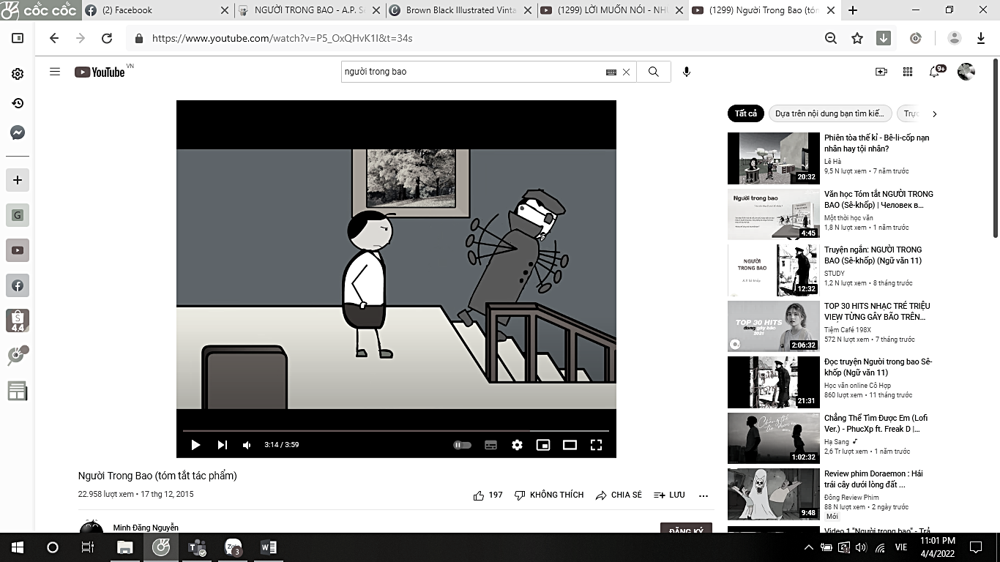 cốc cốc
(2) Facebook
NGƯỜI TRONG BAO - A.P. Sê
Brown Black Illustrated Vinta
(1299) LỜI MUỐN NÓI - NHI
(1299) Người Trong Bao (tóm
https://www.youtube.com/watch?v=P5_OxQHvK1I&t=34s
YouTube VN
người trong bao
9+
Tất cả
Dựa trên nội dung bạn tìm kiế...
Trực
Phiên tòa thế kỉ - Bê-li-cốp nạn
nhân hay tội nhân?
Lê Hà
9,5 N lượt xem • 7 năm trước
20:32
Người trong bao
Văn học Tóm tắt NGƯỜI TRONG
BAO (Sê-khốp) | Человек в...
Một thời học văn
1,8 N lượt xem • 1 năm trước
4:45
NGƯỜI
TRONG BAO
Truyện ngắn: NGƯỜI TRONG
BAO (Sê-khốp) (Ngữ văn 11)
STUDY
1,2 N lượt xem • 8 tháng trước
12:32
TOP 30 HITS
đang gây bão
2021
TOP 30 HITS NHẠC TRẺ TRIỆU
VIEW TỪNG GÂY BÃO TRÊN...
Tiệm Café 198X
572 N lượt xem • 7 tháng trước
2:06:32
Đọc truyện Người trong bao Sê-
khốp (Ngữ văn 11)
Học văn online Cô Hợp
860 lượt xem • 11 tháng trước
21:31
Chẳng Thể Tìm Được Em (Lofi
Ver.) - PhucXp ft. Freak D |...
Hạ Sang
2,6 Tr lượt xem • 1 năm trước
1:02:32
Review phim Doraemon : Hái
trái cây dưới lòng đất ...
Đông Review Phim
88 N lượt xem • 2 ngày trước
Mới
9:48
Video 1 "Người trong bao" - Trả
3:14 / 3:59
Người Trong Bao (tóm tắt tác phẩm)
22.958 lượt xem • 17 thg 12, 2015
197
KHÔNG THÍCH
CHIA SẺ
LƯU
Minh Đăng Nguyễn
ĐĂNG KÝ
G
4.4
3
VIE
11:01 PM
4/4/2022